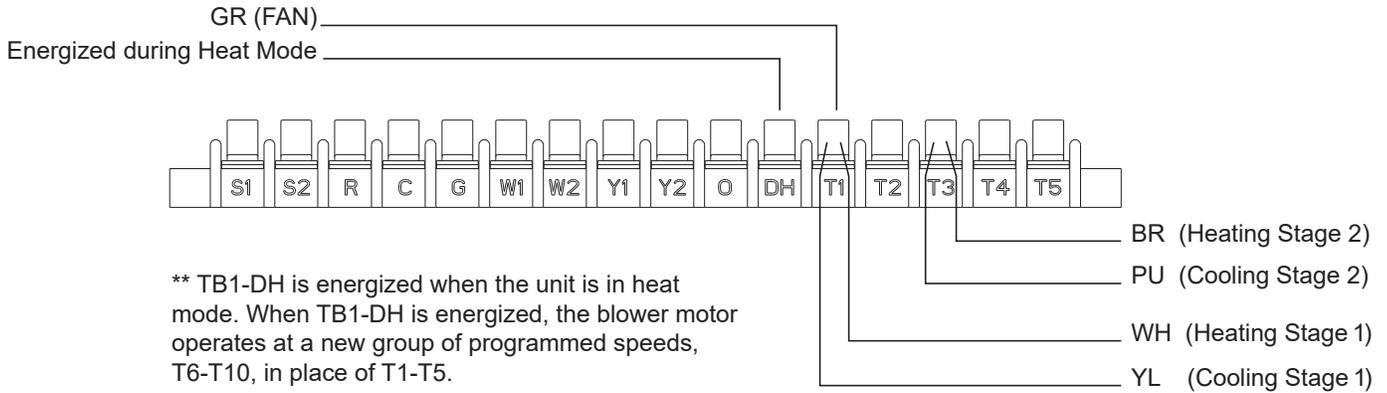 GR (FAN)
Energized during Heat Mode
S1 S2 R C G W1 W2 Y1 Y2 O DH T1 T2 T3 T4 T5
BR (Heating Stage 2)
PU (Cooling Stage 2)
WH (Heating Stage 1)
YL (Cooling Stage 1)
** TB1-DH is energized when the unit is in heat
mode. When TB1-DH is energized, the blower motor
operates at a new group of programmed speeds,
T6-T10, in place of T1-T5.